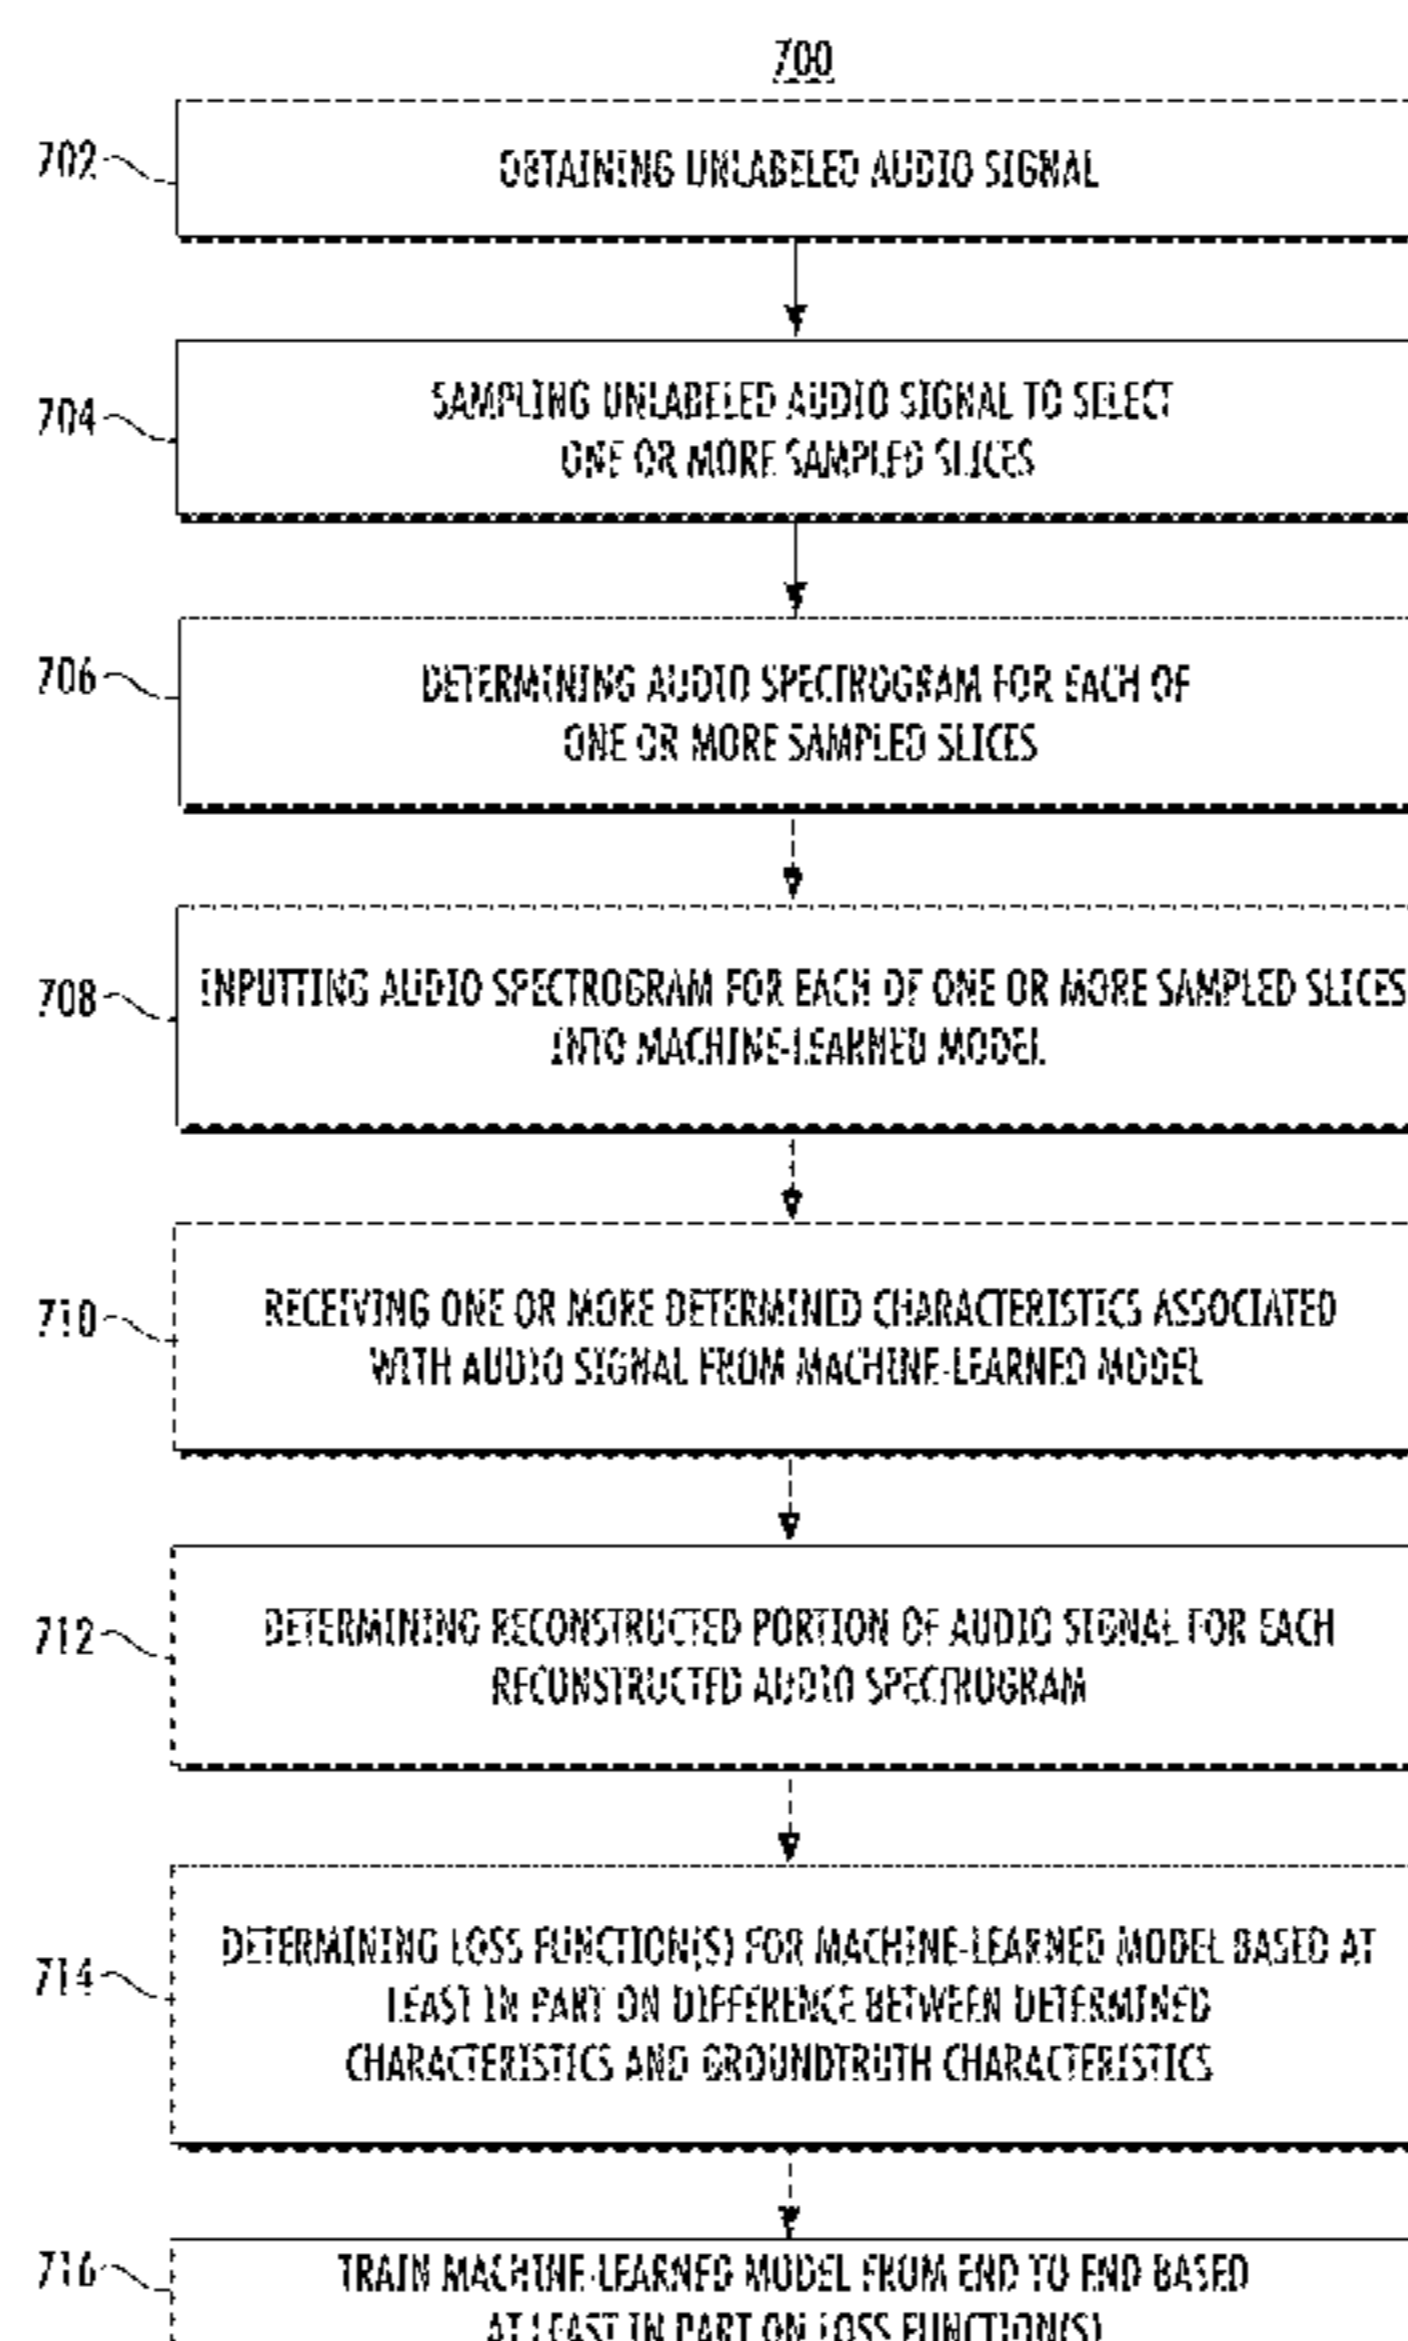 700
702
OBTAINING UNLABELED AUDIO SIGNAL
704
SAMPLING UNLABELED AUDIO SIGNAL TO SELECT
ONE OR MORE SAMPLED SLICES
706
DETERMINING AUDIO SPECTROGRAM FOR EACH OF
ONE OR MORE SAMPLED SLICES
708
INPUTTING AUDIO SPECTROGRAM FOR EACH OF ONE OR MORE SAMPLED SLICES
INTO MACHINE-LEARNED MODEL
710
RECEIVING ONE OR MORE DETERMINED CHARACTERISTICS ASSOCIATED
WITH AUDIO SIGNAL FROM MACHINE-LEARNED MODEL
712
DETERMINING RECONSTRUCTED PORTION OF AUDIO SIGNAL FOR EACH
RECONSTRUCTED AUDIO SPECTROGRAM
714
DETERMINING LOSS FUNCTION(S) FOR MACHINE-LEARNED MODEL BASED AT
LEAST IN PART ON DIFFERENCE BETWEEN DETERMINED
CHARACTERISTICS AND GROUNDTRUTH CHARACTERISTICS
716
TRAIN MACHINE-LEARNED MODEL FROM END TO END BASED
AT LEAST IN PART ON LOSS FUNCTION(S)